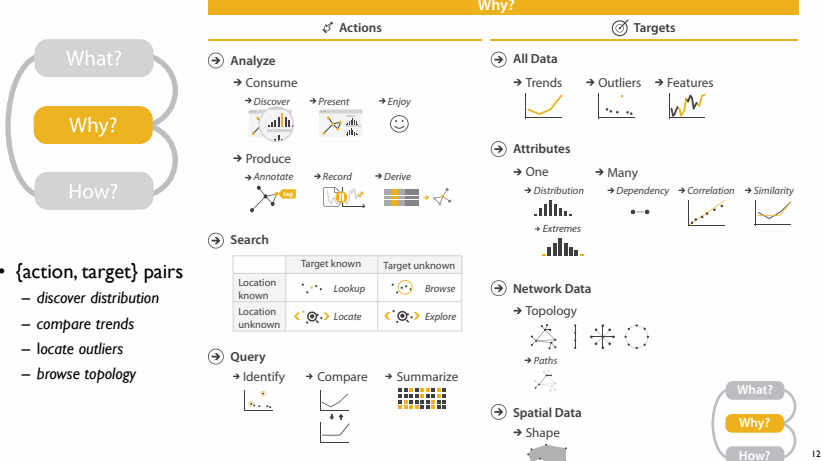 Why?
What?
Why?
How?
• {action, target} pairs
– discover distribution
– compare trends
– locate outliers
– browse topology
Actions
Analyze
Consume
Discover
Present
Enjoy
Produce
Annotate
Record
Derive
tag
Search
Target known
Target unknown
Location known
Lookup
Browse
Location unknown
Locate
Explore
Query
Identify
Compare
Summarize
Targets
All Data
Trends
Outliers
Features
Attributes
One
Many
Distribution
Dependency
Correlation
Similarity
Extremes
Network Data
Topology
Paths
Spatial Data
Shape
What?
Why?
How?
12